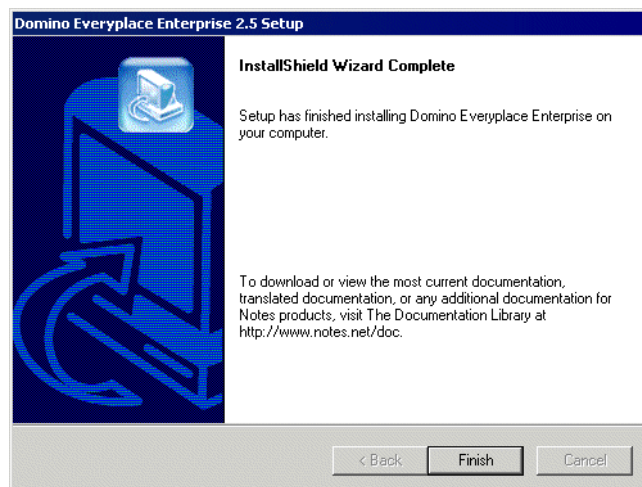 Domino Everyplace Enterprise 2.5 Setup
InstallShield Wizard Complete
Setup has finished installing Domino Everyplace Enterprise on
your computer.
To download or view the most current documentation,
translated documentation, or any additional documentation for
Notes products, visit The Documentation Library at
http://www.notes.net/doc.
< Back Finish Cancel